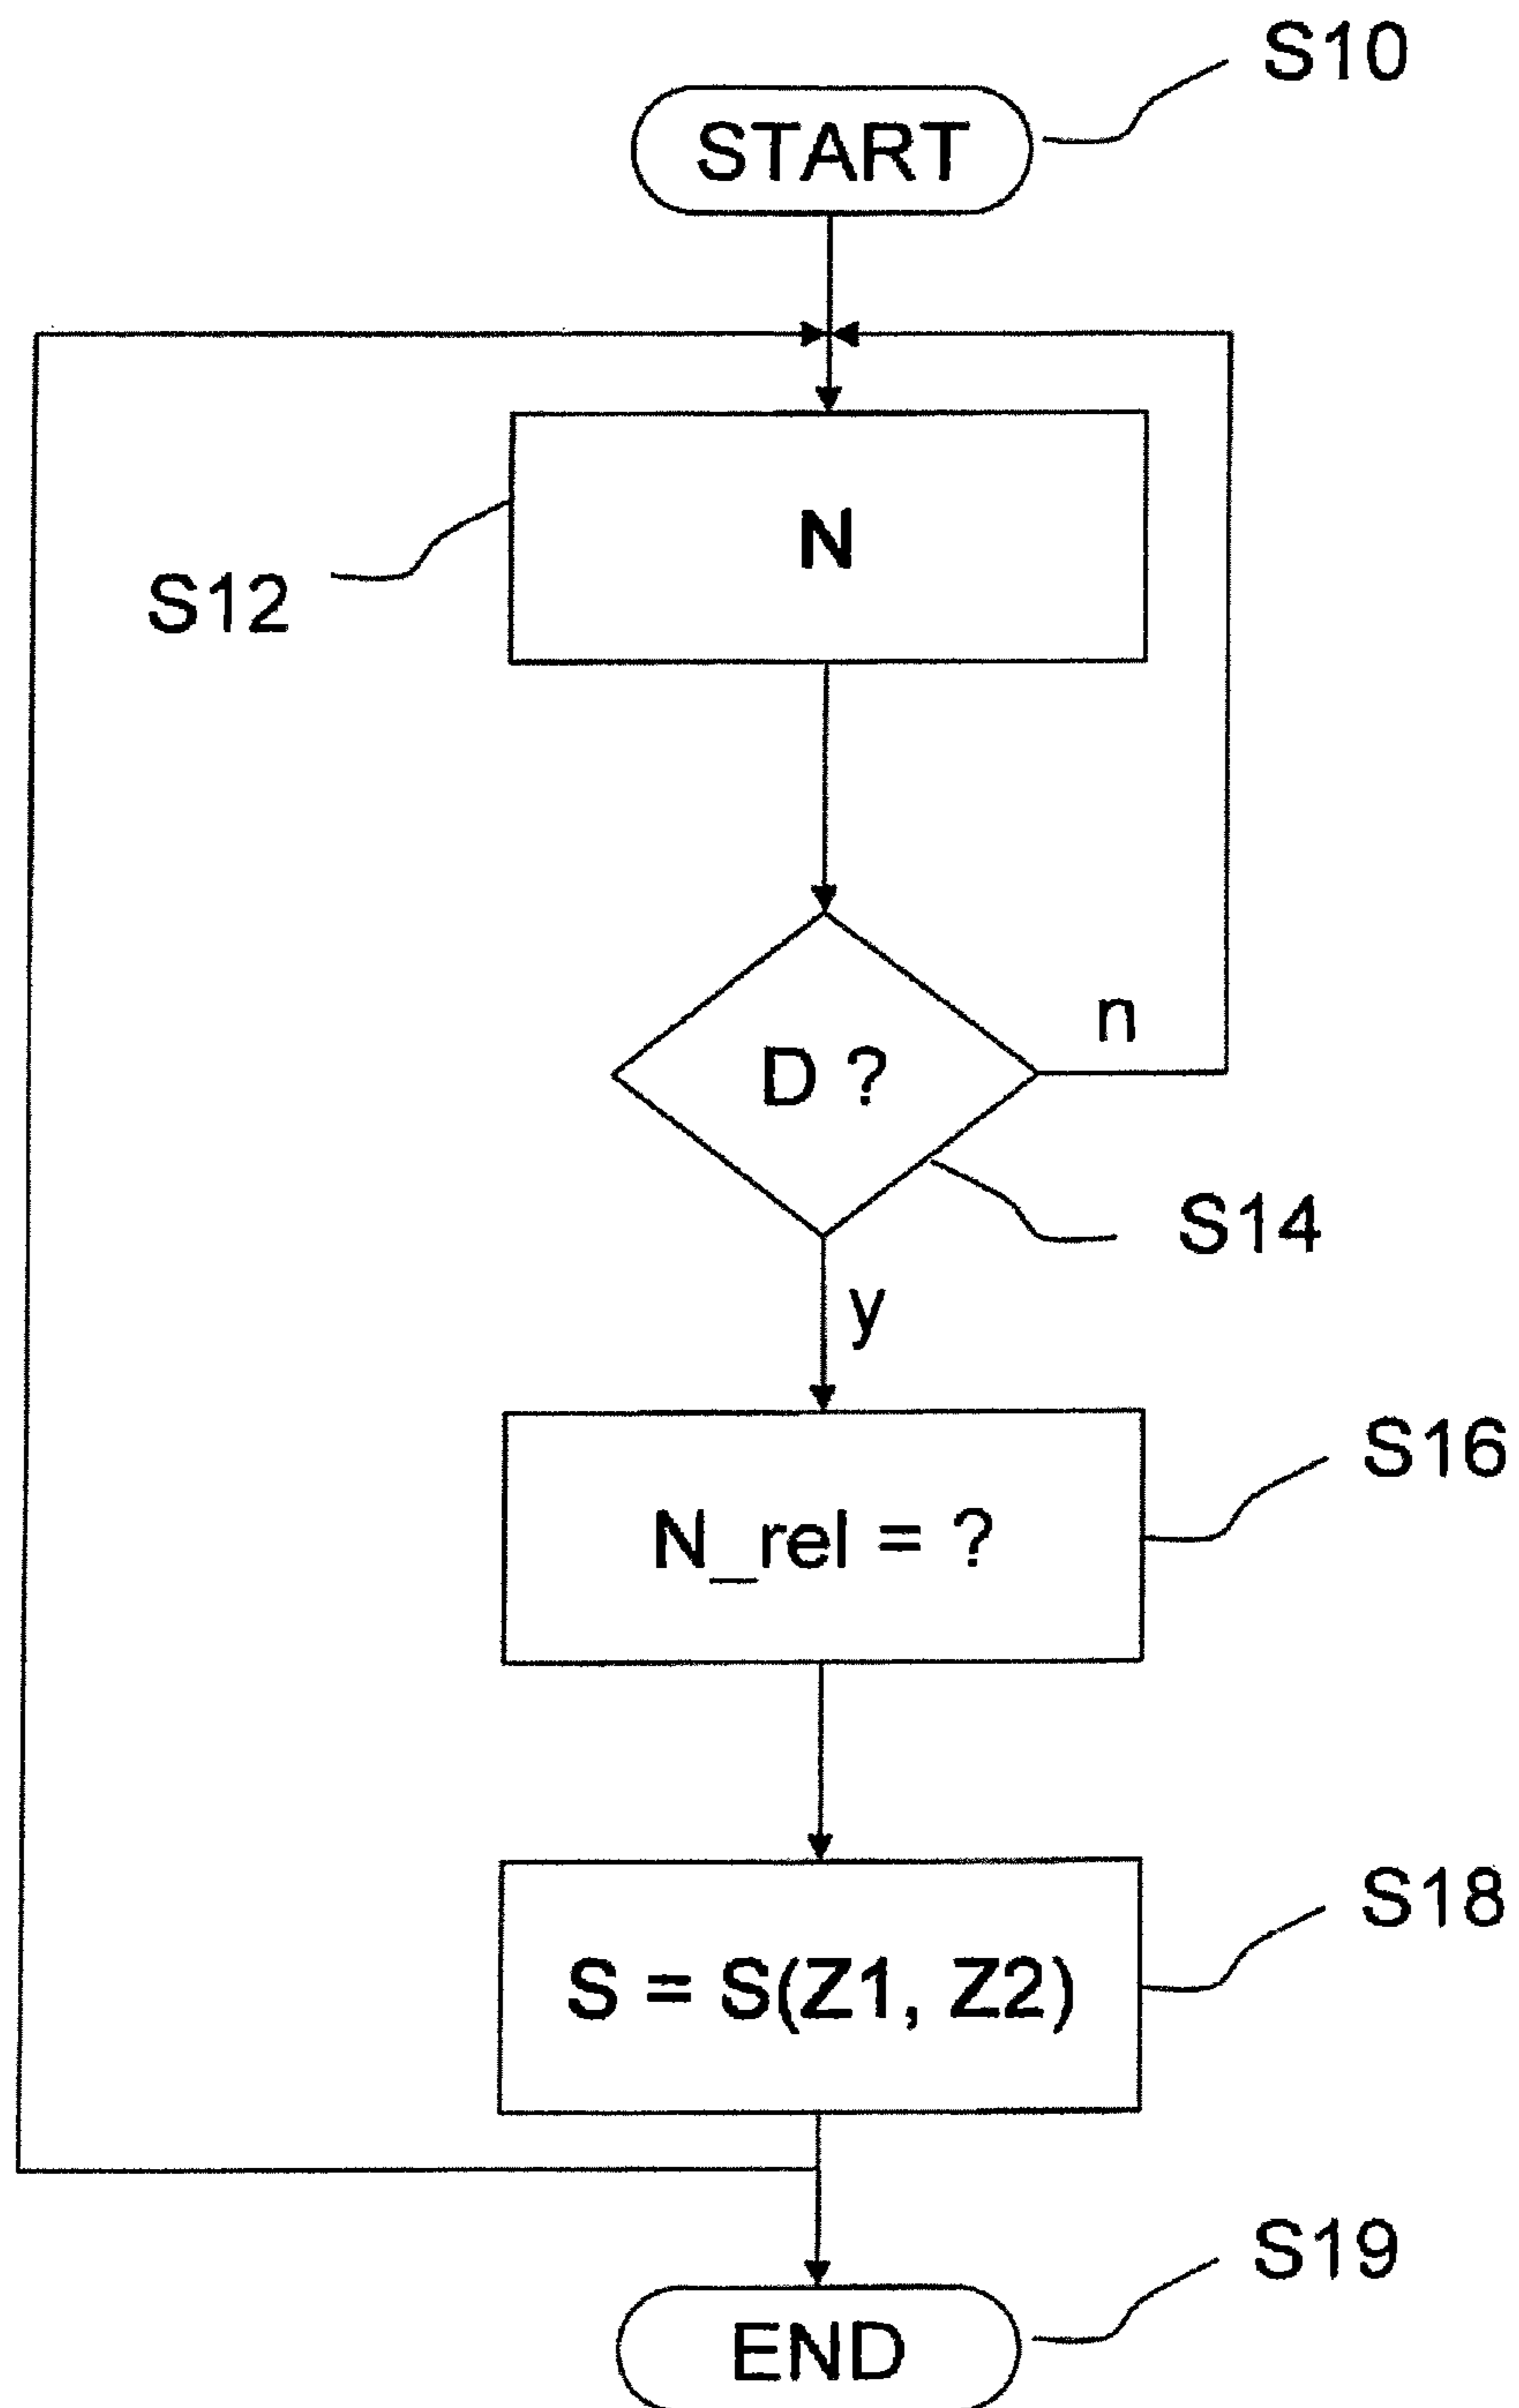 S10
START
N
S12
D ?
n
S14
y
S16
N_rel = ?
S18
S = S(Z1, Z2)
S19
END